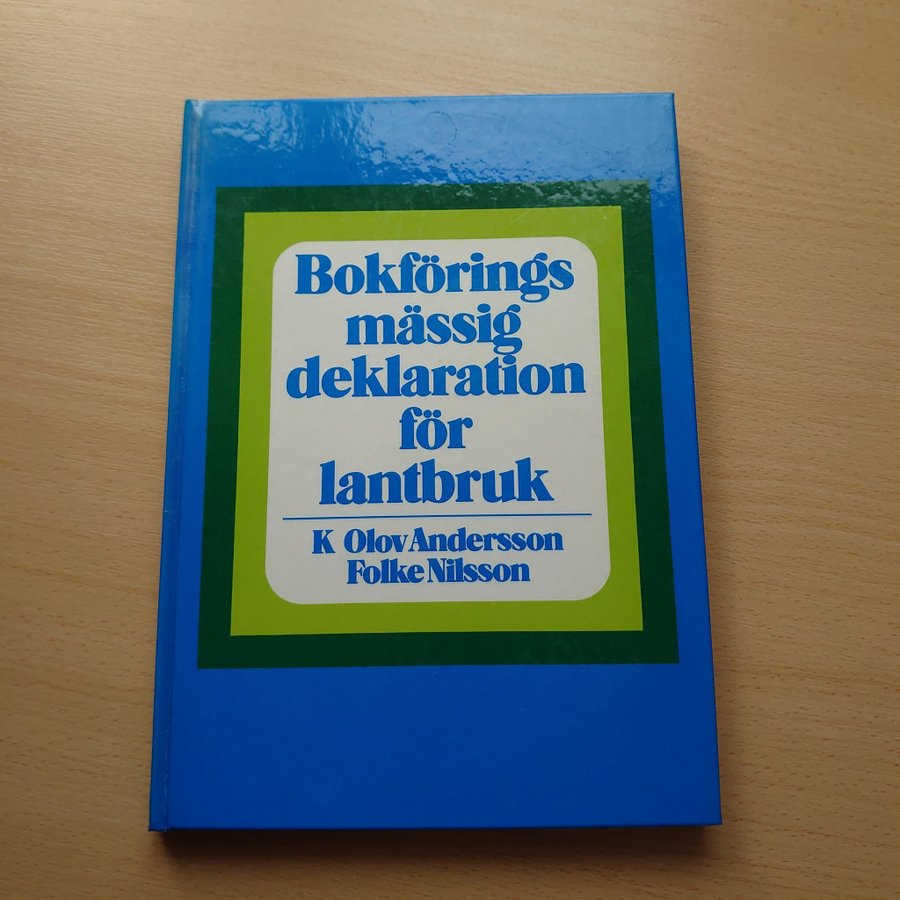 Bokförings
mässig
deklaration
för
lantbruk
K Olov Andersson
Folke Nilsson